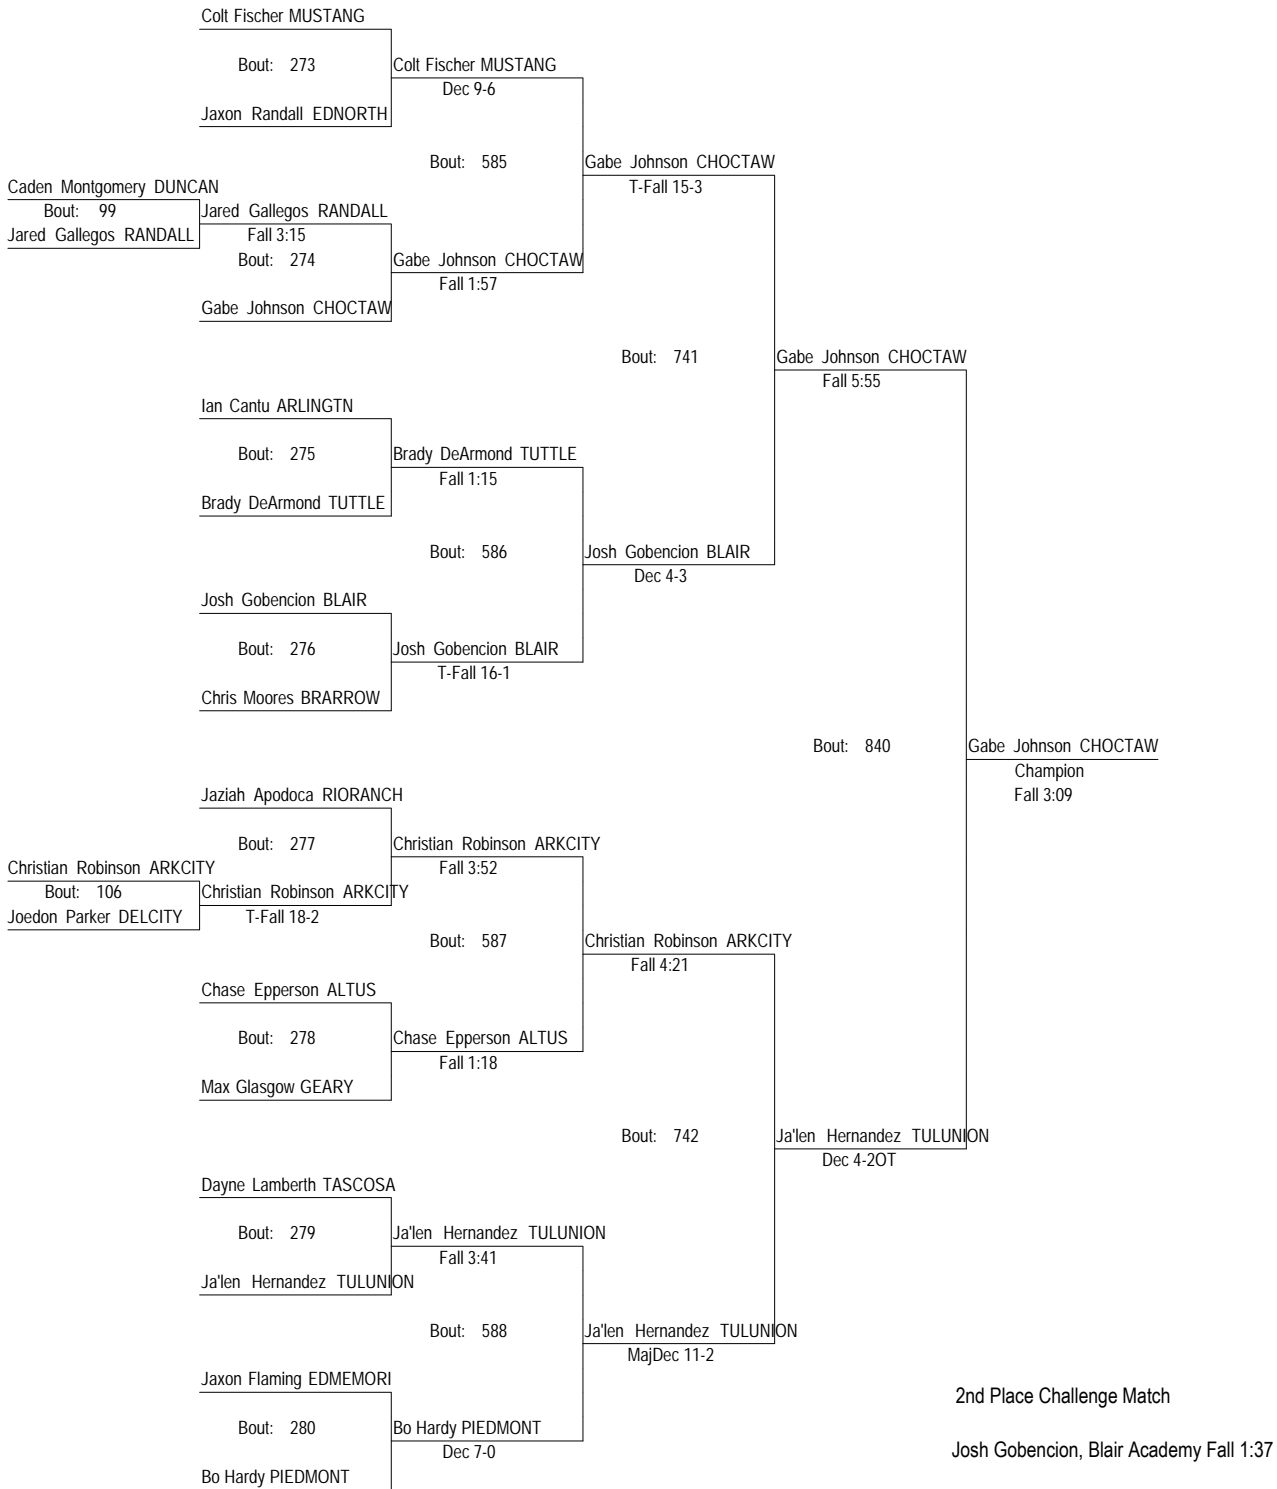 Colt Fischer MUSTANG
Bout: 273
Colt Fischer MUSTANG
Dec 9-6
Jaxon Randall EDNORTH
Bout: 585
Gabe Johnson CHOCTAW
T-Fall 15-3
Caden Montgomery DUNCAN
Bout: 99
Jared Gallegos RANDALL
Jared Gallegos RANDALL
Fall 3:15
Bout: 274
Gabe Johnson CHOCTAW
Fall 1:57
Gabe Johnson CHOCTAW
Bout: 741
Gabe Johnson CHOCTAW
Fall 5:55
Ian Cantu ARLINGTN
Bout: 275
Brady DeArmond TUTTLE
Fall 1:15
Brady DeArmond TUTTLE
Bout: 586
Josh Gobencion BLAIR
Dec 4-3
Josh Gobencion BLAIR
Bout: 276
Josh Gobencion BLAIR
T-Fall 16-1
Chris Moores BRARROW
Bout: 840
Gabe Johnson CHOCTAW
Champion
Fall 3:09
Jaziah Apodoca RIORANCH
Bout: 277
Christian Robinson ARKCITY
Fall 3:52
Christian Robinson ARKCITY
Bout: 106
Joedon Parker DELCITY
Christian Robinson ARKCITY
T-Fall 18-2
Bout: 587
Christian Robinson ARKCITY
Fall 4:21
Chase Epperson ALTUS
Bout: 278
Chase Epperson ALTUS
Fall 1:18
Max Glasgow GEARY
Bout: 742
Ja'len Hernandez TULUNION
Dec 4-2OT
Dayne Lamberth TASCOSA
Bout: 279
Ja'len Hernandez TULUNION
Fall 3:41
Ja'len Hernandez TULUNION
Bout: 588
Ja'len Hernandez TULUNION
MajDec 11-2
Jaxon Flaming EDMEMORI
Bout: 280
Bo Hardy PIEDMONT
Dec 7-0
Bo Hardy PIEDMONT
2nd Place Challenge Match
Josh Gobencion, Blair Academy Fall 1:37